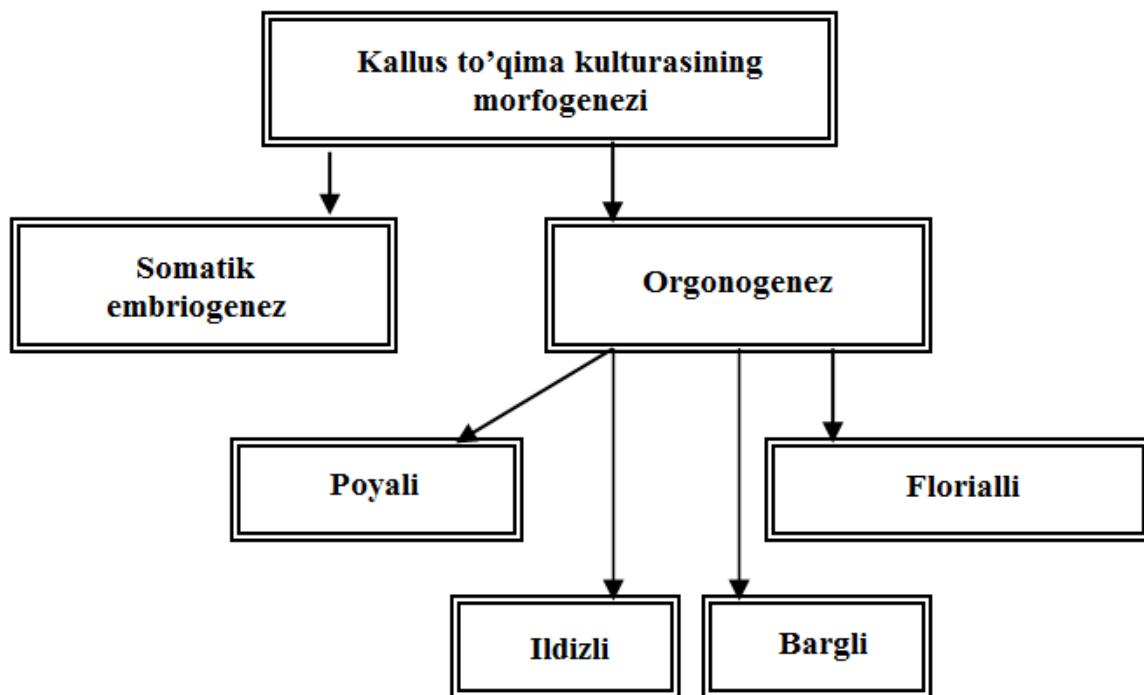 Kallus to’qima kulturasining
morfogenezi
Somatik
embriogenez
Orgonogenez
Poyali
Florialli
Ildizli
Bargli